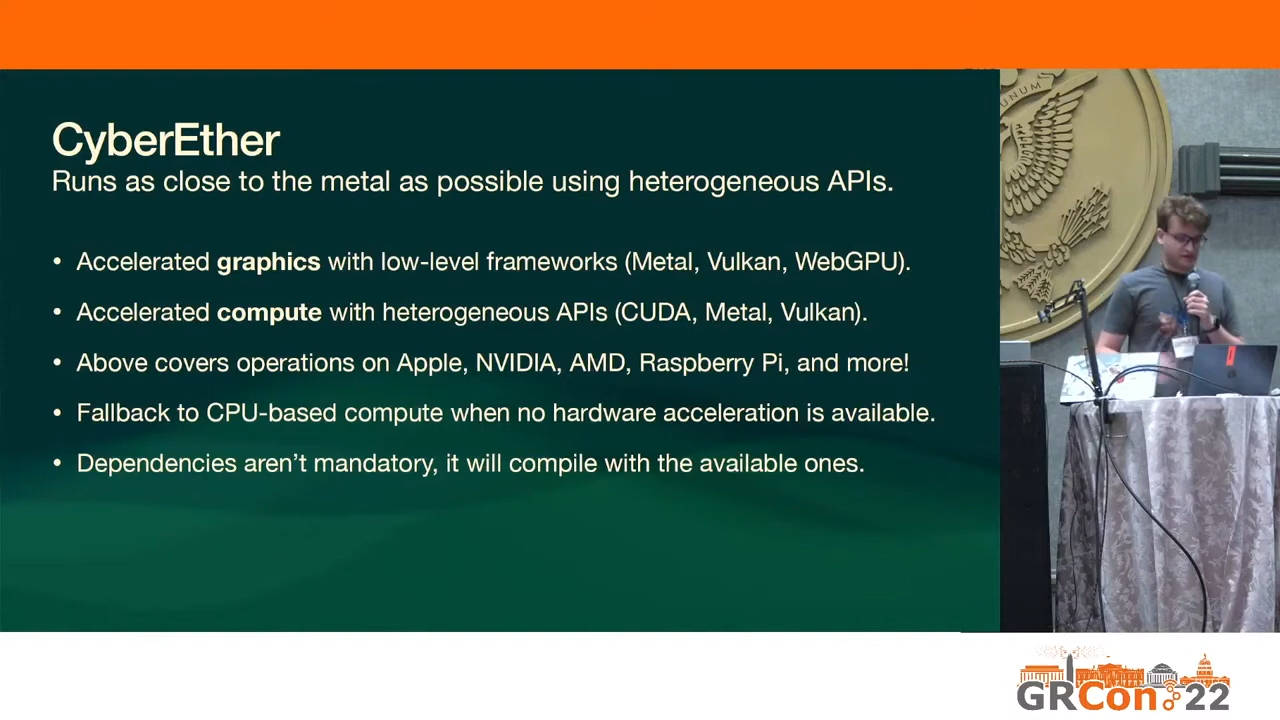 CyberEther
Runs as close to the metal as possible using heterogeneous APIs.
• Accelerated graphics with low-level frameworks (Metal, Vulkan, WebGPU).
• Accelerated compute with heterogeneous APIs (CUDA, Metal, Vulkan).
• Above covers operations on Apple, NVIDIA, AMD, Raspberry Pi, and more!
• Fallback to CPU-based compute when no hardware acceleration is available.
• Dependencies aren’t mandatory, it will compile with the available ones.
UNUM
GRCon 22